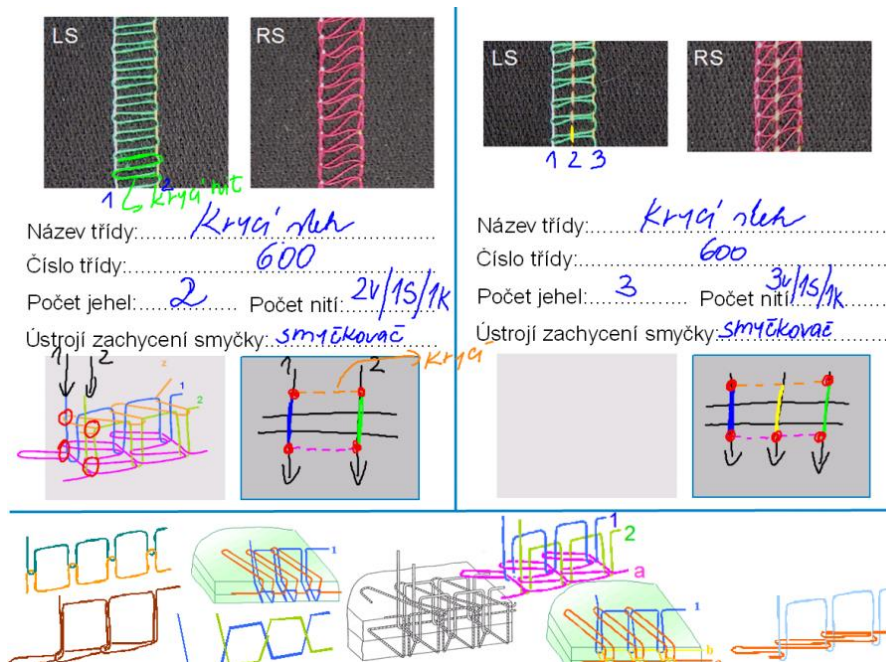 LS
RS
1 2
krycí nit
Název třídy: Krycí steh
Číslo třídy: 600
Počet jehel: 2 Počet nití: 2V/1S/1K
Ústrojí zachycení smyčky: smyčkovač
1 2
2
1
2
1 2
Krycí
LS
RS
1 2 3
Název třídy: Krycí steh
Číslo třídy: 600
Počet jehel: 3 Počet nití: 3V/1S/1K
Ústrojí zachycení smyčky: smyčkovač
1
1
2
a
1
b